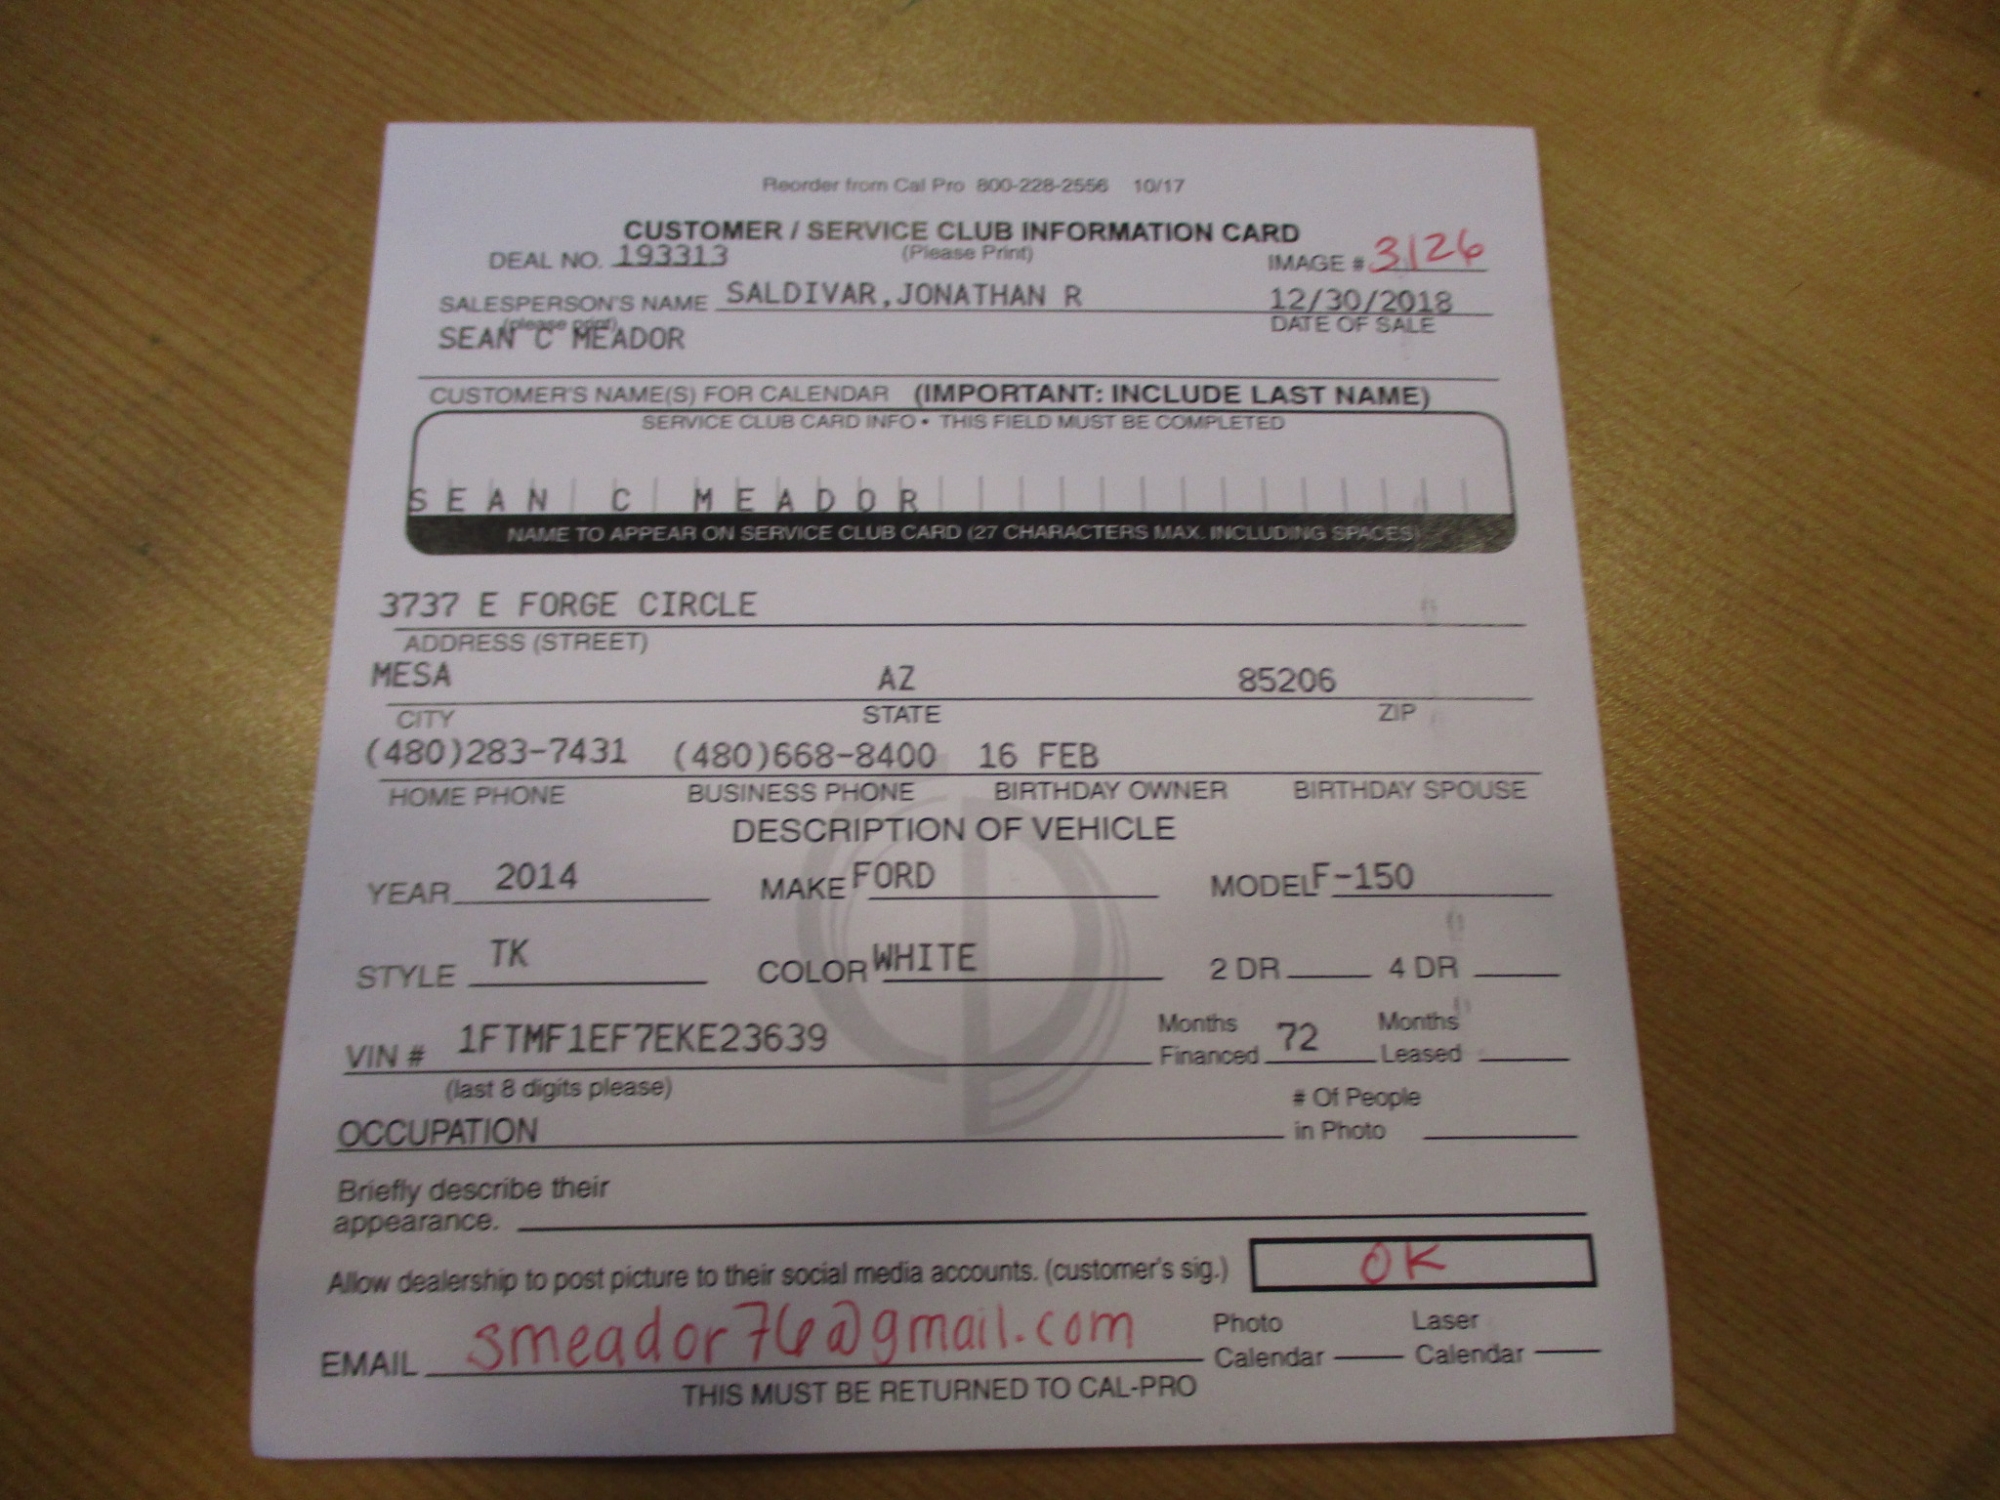 Reorder from Cal Pro 800-228-2556 10/17
CUSTOMER / SERVICE CLUB INFORMATION CARD
DEAL NO. 193313 (Please Print) IMAGE # 3126
SALESPERSON'S NAME SALDIVAR,JONATHAN R 12/30/2018
(please print) DATE OF SALE
SEAN C MEADOR
CUSTOMER'S NAME(S) FOR CALENDAR (IMPORTANT: INCLUDE LAST NAME)
SERVICE CLUB CARD INFO • THIS FIELD MUST BE COMPLETED
SEAN C MEADOR
NAME TO APPEAR ON SERVICE CLUB CARD (27 CHARACTERS MAX. INCLUDING SPACES)
3737 E FORGE CIRCLE
ADDRESS (STREET)
MESA AZ 85206
CITY STATE ZIP
(480)283-7431 (480)668-8400 16 FEB
HOME PHONE BUSINESS PHONE BIRTHDAY OWNER BIRTHDAY SPOUSE
DESCRIPTION OF VEHICLE
YEAR 2014 MAKE FORD MODEL F-150
STYLE TK COLOR WHITE 2 DR 4 DR
VIN # 1FTMF1EF7EKE23639 Months Financed 72 Months Leased
(last 8 digits please)
OCCUPATION # Of People in Photo
Briefly describe their
appearance.
Allow dealership to post picture to their social media accounts. (customer's sig.) OK
EMAIL smeador76@gmail.com Photo Calendar Laser Calendar
THIS MUST BE RETURNED TO CAL-PRO